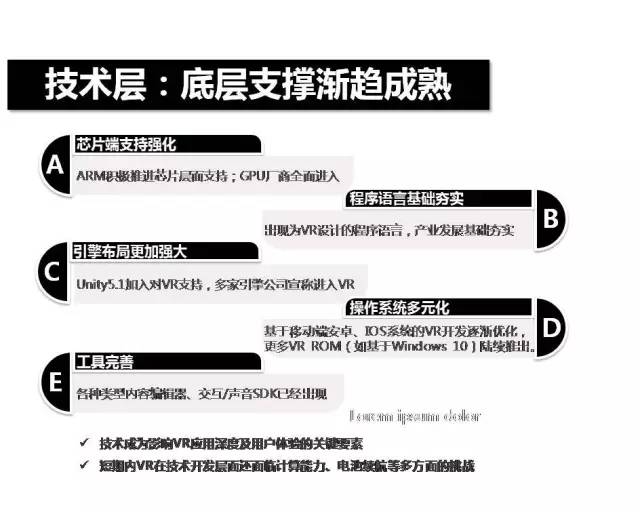 技术层：底层支撑渐趋成熟
A
芯片端支持强化
ARM积极推进芯片层面支持；GPU厂商全面进入
程序语言基础夯实
B
出现为VR设计的程序语言，产业发展基础夯实
引擎布局更加强大
C
Unity5.1加入对VR支持，多家引擎公司宣称进入VR
操作系统多元化
D
基于移动端安卓、IOS系统的VR开发逐渐优化，
更多VR ROM（如基于Windows 10）陆续推出。
工具完善
E
各种类型内容编辑器、交互/声音SDK已经出现
Lorem ipsum dolor
✓ 技术成为影响VR应用深度及用户体验的关键要素
✓ 短期内VR在技术开发层面还面临计算能力、电池续航等多方面的挑战